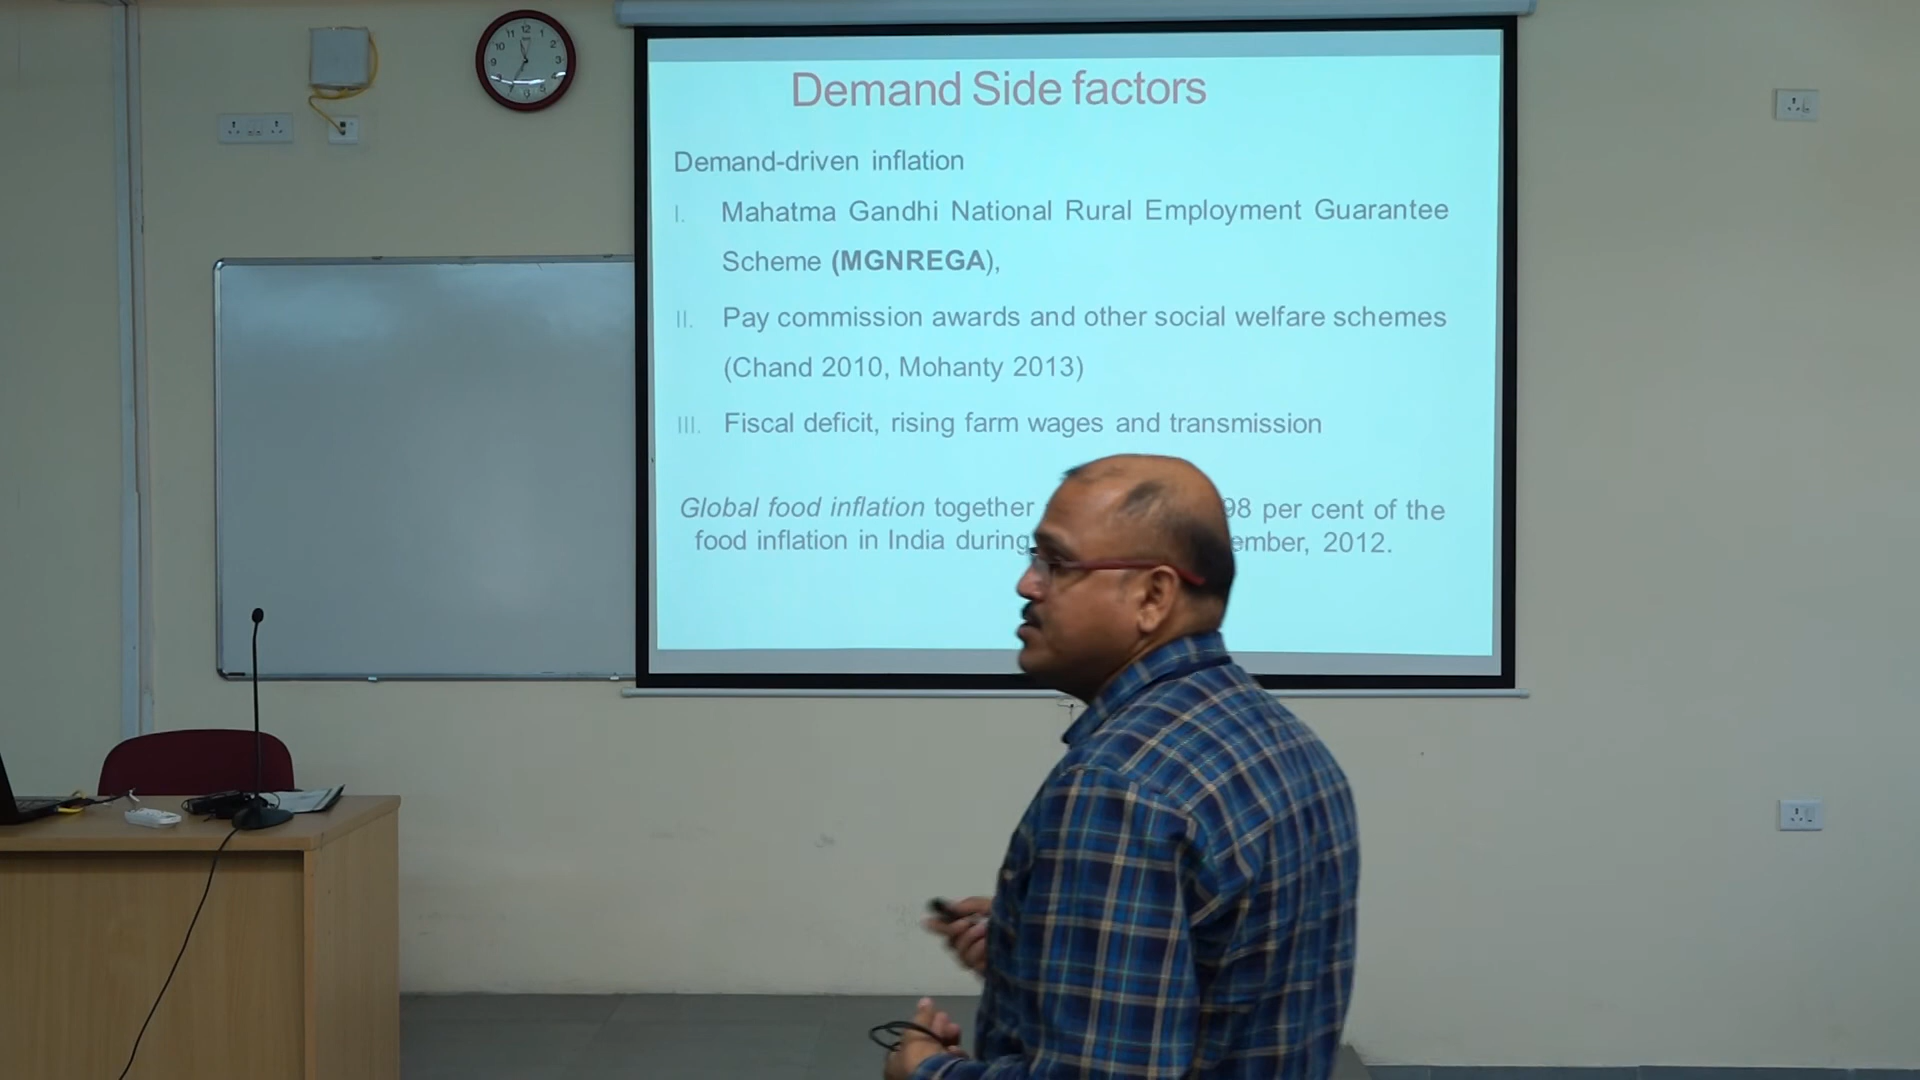 Demand Side factors
Demand-driven inflation
I. Mahatma Gandhi National Rural Employment Guarantee
Scheme (MGNREGA),
II. Pay commission awards and other social welfare schemes
(Chand 2010, Mohanty 2013)
III. Fiscal deficit, rising farm wages and transmission
Global food inflation together 98 per cent of the
food inflation in India during ember, 2012.